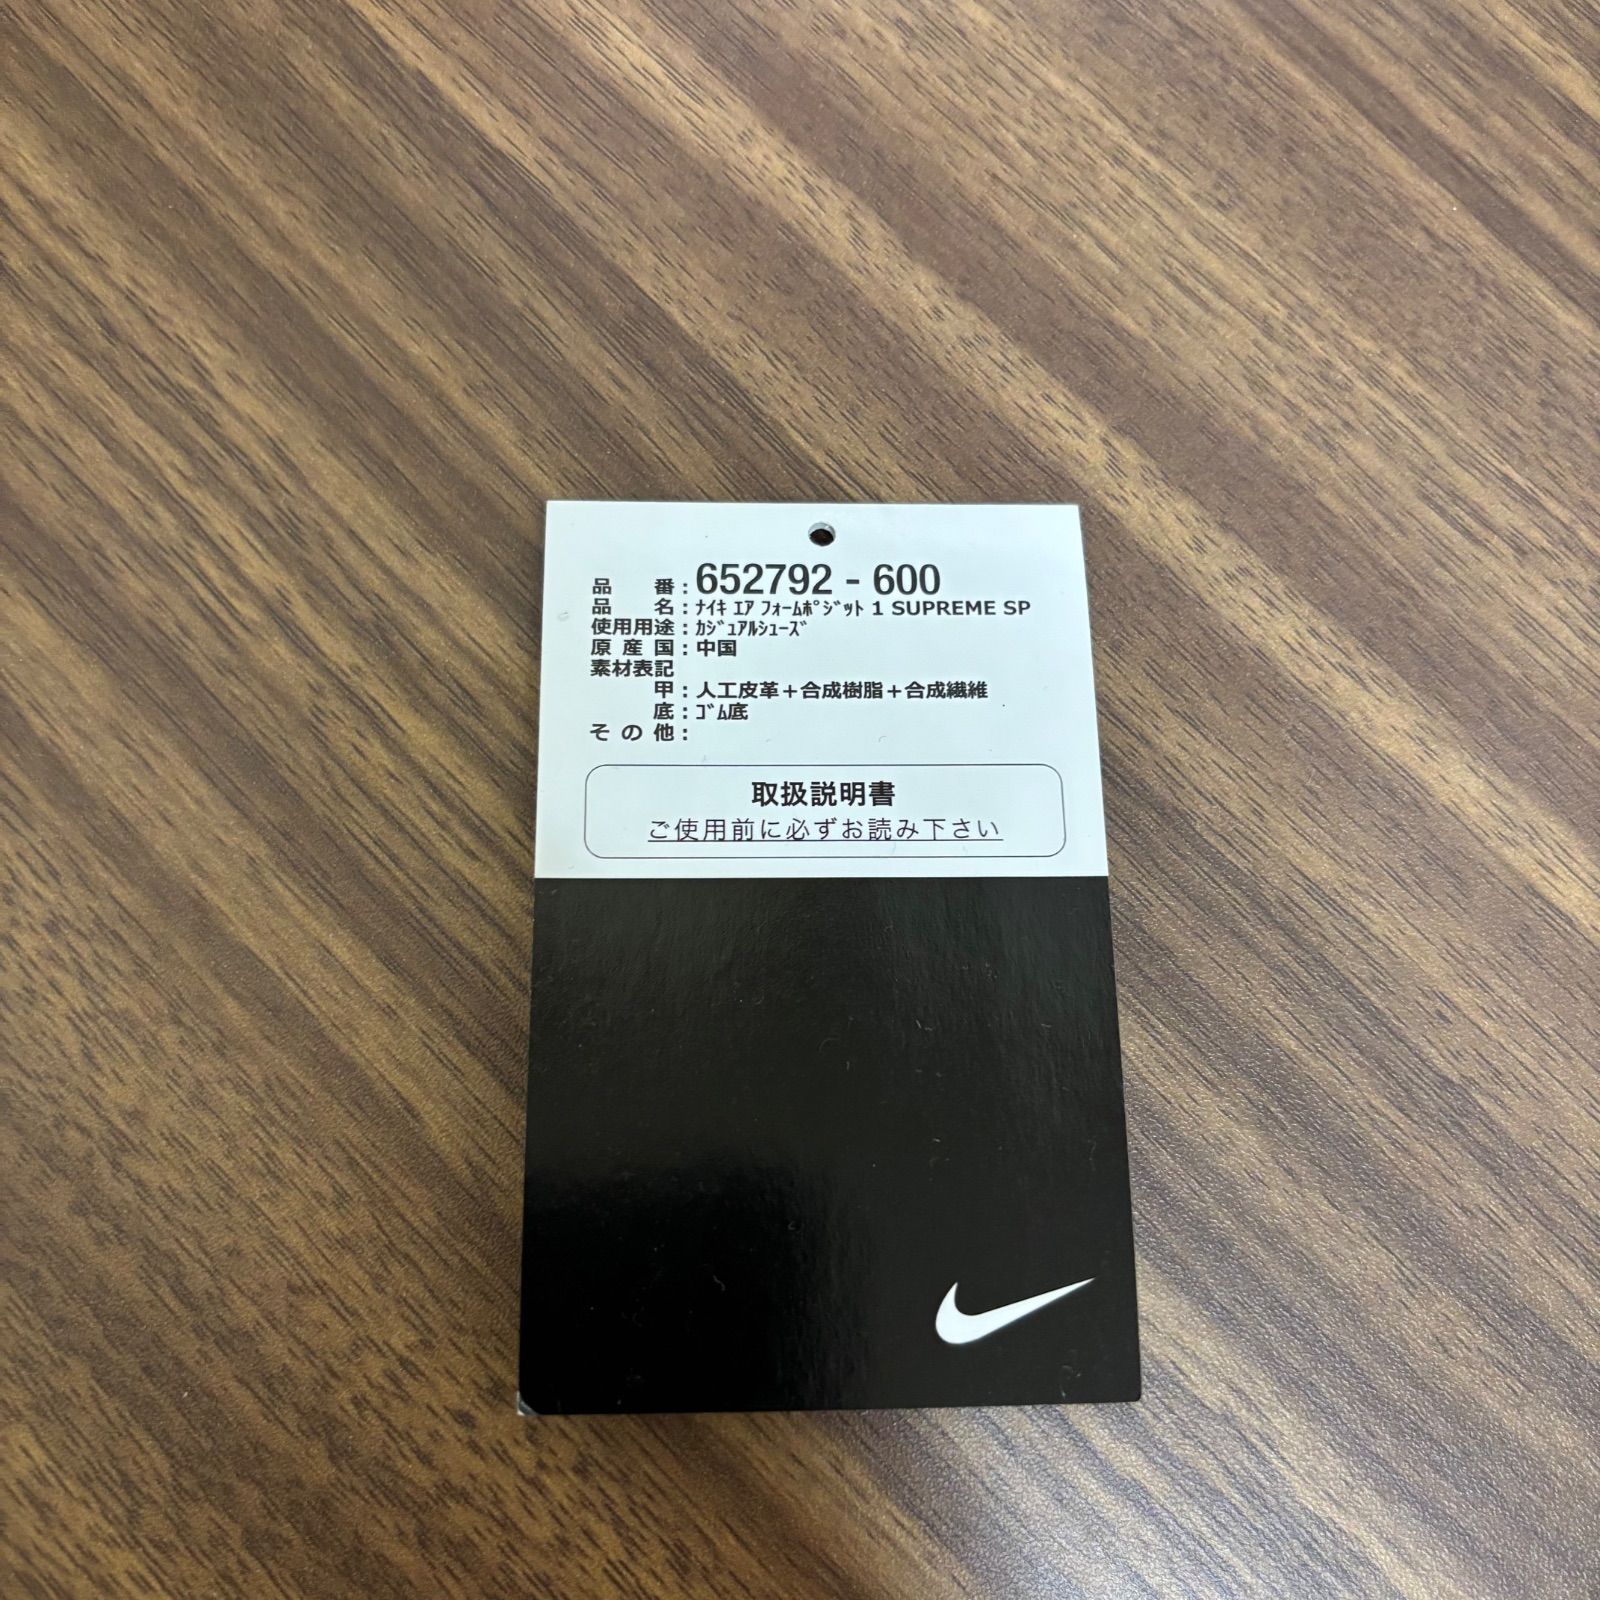 品番:652792 - 600
品名:ﾅｲｷ ｴｱ ﾌｫｰﾑﾎﾟｼﾞｯﾄ 1 SUPREME SP
使用用途:ｶｼﾞｭｱﾙｼｭｰｽﾞ
原産国:中国
素材表記
甲:人工皮革+合成樹脂+合成繊維
底:ｺﾞﾑ底
その他:
取扱説明書
ご使用前に必ずお読み下さい